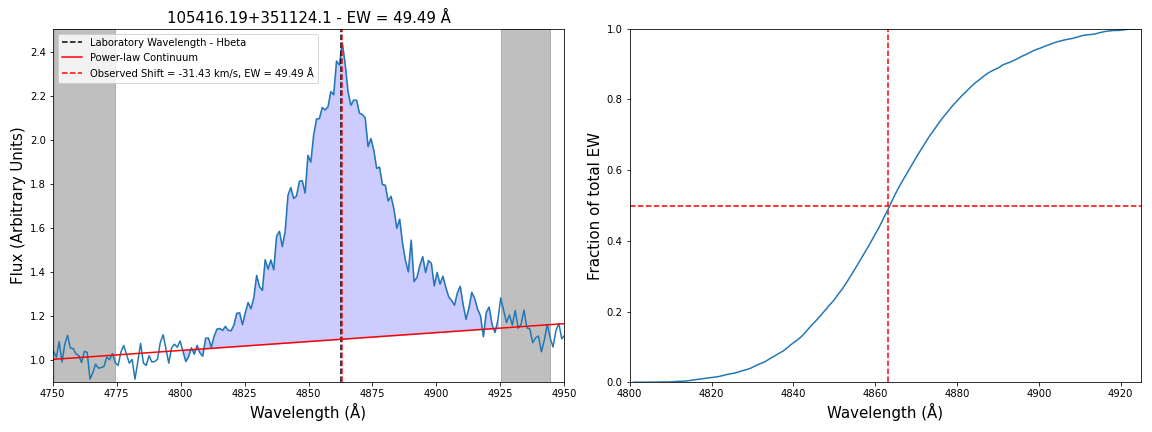 105416.19+351124.1 - EW = 49.49 Å
Laboratory Wavelength - Hbeta
Power-law Continuum
Observed Shift = -31.43 km/s, EW = 49.49 Å
Flux (Arbitrary Units)
2.4
2.2
2.0
1.8
1.6
1.4
1.2
1.0
4750 4775 4800 4825 4850 4875 4900 4925 4950
Wavelength (Å)
Fraction of total EW
1.0
0.8
0.6
0.4
0.2
0.0
4800 4820 4840 4860 4880 4900 4920
Wavelength (Å)